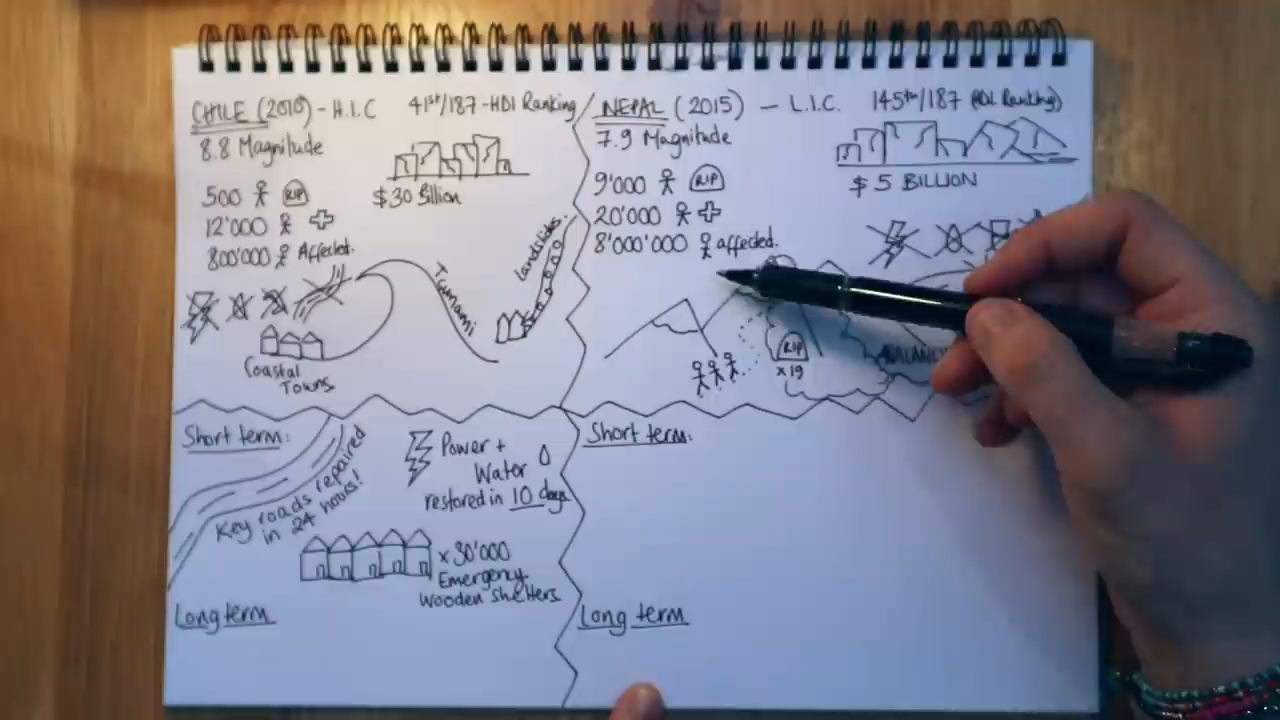 CHILE (2010) - H.I.C 41st/187 - HDI Ranking
8.8 Magnitude
500 RIP
$30 Billion
12'000
800'000 Affected.
Tsunami
landslides.
Coastal
Towns
NEPAL (2015) - L.I.C. 145th/187 HDI Ranking)
7.9 Magnitude
9'000 RIP
$5 BILLION
20'000
8'000'000 affected.
RIP
x 19
Short term:
Key roads repaired
in 24 hours!
Power +
Water
restored in 10 days
x 30'000
Emergency
Wooden shelters
Long term
Short term:
Long term